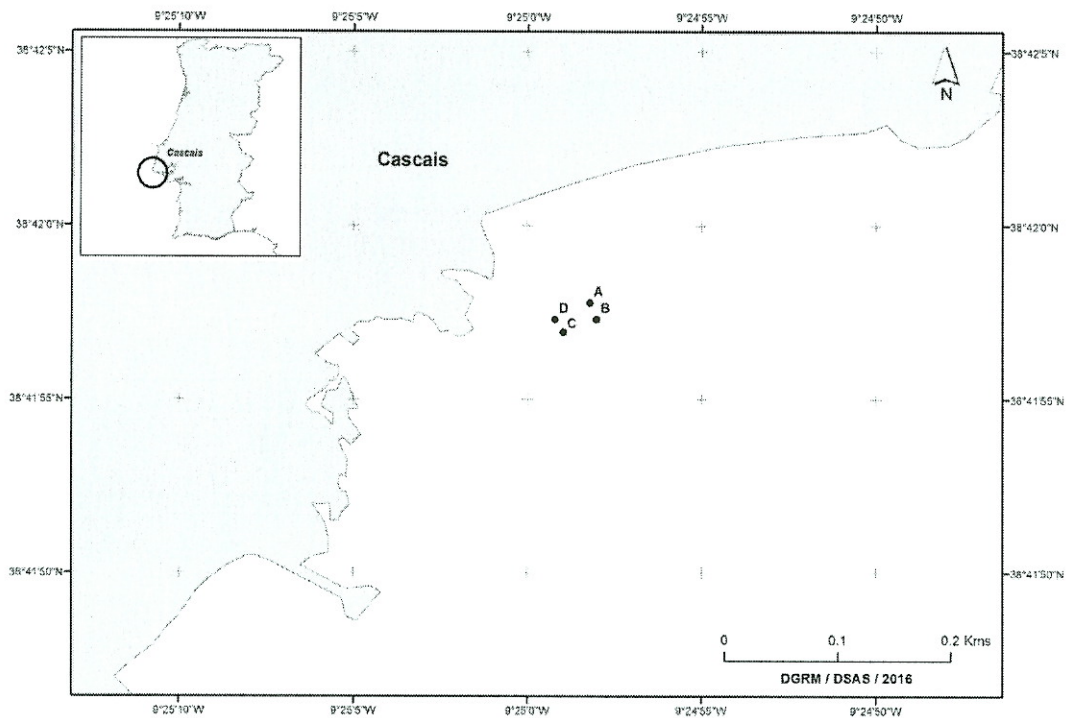 9°25'10"W 9°25'5"W 9°25'0"W 9°24'55"W 9°24'50"W
38°42'5"N 38°42'5"N
N
Cascais
Cascais
38°42'0"N 38°42'0"N
A
D B
C
38°41'55"N 38°41'55"N
38°41'50"N 38°41'50"N
0 0.1 0.2 Kms
DGRM / DSAS / 2016
9°25'10"W 9°25'5"W 9°25'0"W 9°24'55"W 9°24'50"W